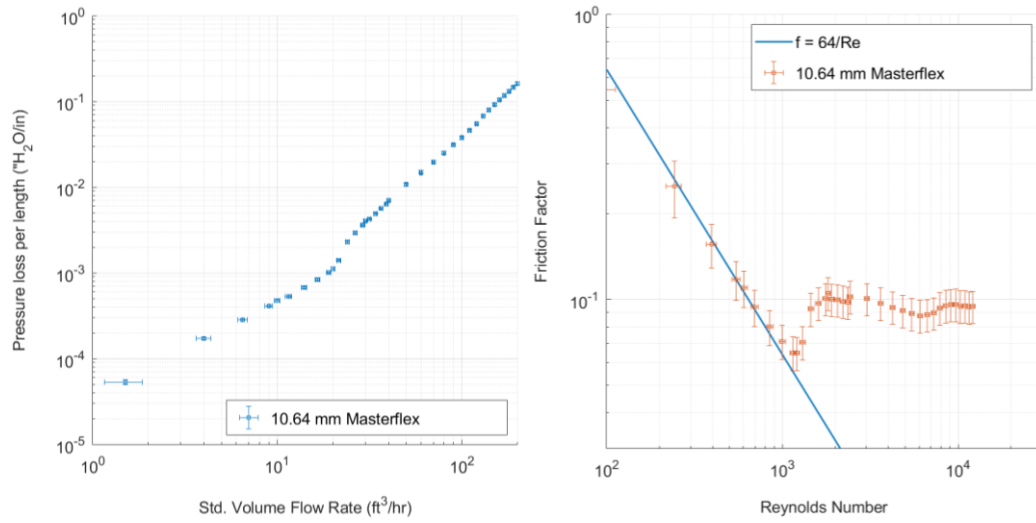 10^0
10^-1
10^-2
10^-3
10^-4
10^-5
Pressure loss per length ("H_2O/in)
10.64 mm Masterflex
10^0
10^1
10^2
Std. Volume Flow Rate (ft^3/hr)
10^0
10^-1
Friction Factor
f = 64/Re
10.64 mm Masterflex
10^2
10^3
10^4
Reynolds Number